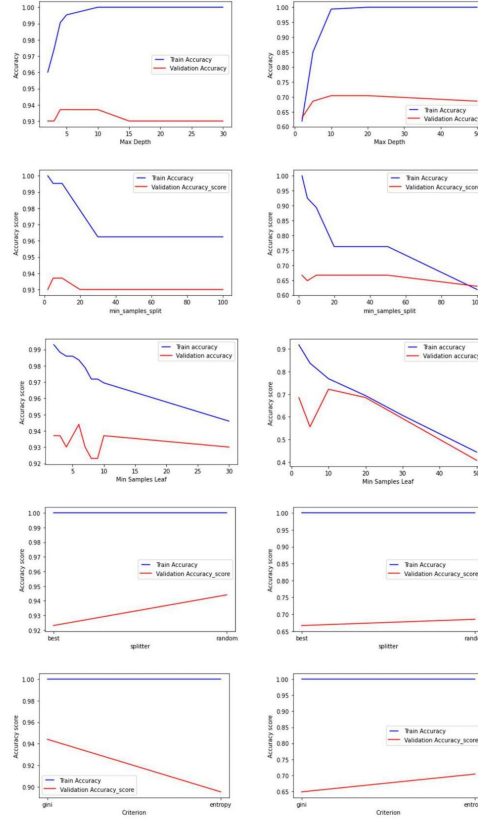 1.00
0.99
0.98
0.97
0.96
0.95
0.94
0.93
Accuracy
Train Accuracy
Validation Accuracy
5 10 15 20 25 30
Max Depth
1.00
0.95
0.90
0.85
0.80
0.75
0.70
0.65
0.60
Accuracy
Train Accuracy
Validation Accuracy
0 10 20 30 40 50
Max Depth
1.00
0.99
0.98
0.97
0.96
0.95
0.94
0.93
Accuracy score
Train Accuracy
Validation Accuracy_score
0 20 40 60 80 100
min_samples_split
1.00
0.95
0.90
0.85
0.80
0.75
0.70
0.65
0.60
Accuracy score
Train Accuracy
Validation Accuracy_score
0 20 40 60 80 100
min_samples_split
0.99
0.98
0.97
0.96
0.95
0.94
0.93
0.92
Accuracy score
Train accuracy
Validation accuracy
5 10 15 20 25 30
Min Samples Leaf
0.9
0.8
0.7
0.6
0.5
0.4
Accuracy score
Train accuracy
Validation accuracy
0 10 20 30 40 50
Min Samples Leaf
1.00
0.99
0.98
0.97
0.96
0.95
0.94
0.93
0.92
Accuracy score
Train Accuracy
Validation Accuracy_score
best random
splitter
1.00
0.95
0.90
0.85
0.80
0.75
0.70
0.65
Accuracy score
Train Accuracy
Validation Accuracy_score
best rando
splitter
1.00
0.98
0.96
0.94
0.92
0.90
Accuracy score
Train Accuracy
Validation Accuracy_score
gini entropy
Criterion
1.00
0.95
0.90
0.85
0.80
0.75
0.70
0.65
Accuracy score
Train Accuracy
Validation Accuracy_score
gini entrop
Criterion